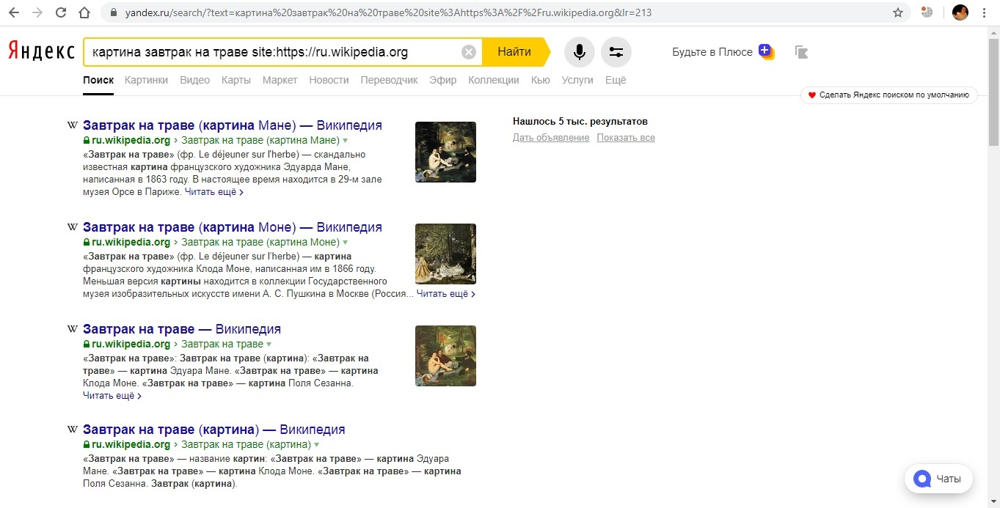 yandex.ru/search/?text=картина%20завтрак%20на%20траве%20site%3Ahttps%3A%2F%2Fru.wikipedia.org&lr=213
Яндекс
картина завтрак на траве site:https://ru.wikipedia.org
Найти
Будьте в Плюсе
Поиск Картинки Видео Карты Маркет Новости Переводчик Эфир Коллекции Кью Услуги Ещё
Сделать Яндекс поиском по умолчанию
W Завтрак на траве (картина Мане) — Википедия
ru.wikipedia.org › Завтрак на траве (картина Мане)
«Завтрак на траве» (фр. Le déjeuner sur l'herbe) — скандально
известная картина французского художника Эдуарда Мане,
написанная в 1863 году. В настоящее время находится в 29-м зале
музея Орсе в Париже. Читать ещё ›
Нашлось 5 тыс. результатов
Дать объявление Показать все
W Завтрак на траве (картина Моне) — Википедия
ru.wikipedia.org › Завтрак на траве (картина Моне)
«Завтрак на траве» (фр. Le déjeuner sur l'herbe) — картина
французского художника Клода Моне, написанная им в 1866 году.
Меньшая версия картины находится в коллекции Государственного
музея изобразительных искусств имени А. С. Пушкина в Москве (Россия... Читать ещё ›
W Завтрак на траве — Википедия
ru.wikipedia.org › Завтрак на траве
«Завтрак на траве»: Завтрак на траве (картина): «Завтрак на
траве» — картина Эдуара Мане. «Завтрак на траве» — картина
Клода Моне. «Завтрак на траве» — картина Поля Сезанна.
Читать ещё ›
W Завтрак на траве (картина) — Википедия
ru.wikipedia.org › Завтрак на траве (картина)
«Завтрак на траве» — название картин: «Завтрак на траве» — картина Эдуара
Мане. «Завтрак на траве» — картина Клода Моне. «Завтрак на траве» — картина
Поля Сезанна. Завтрак (картина).
Чаты